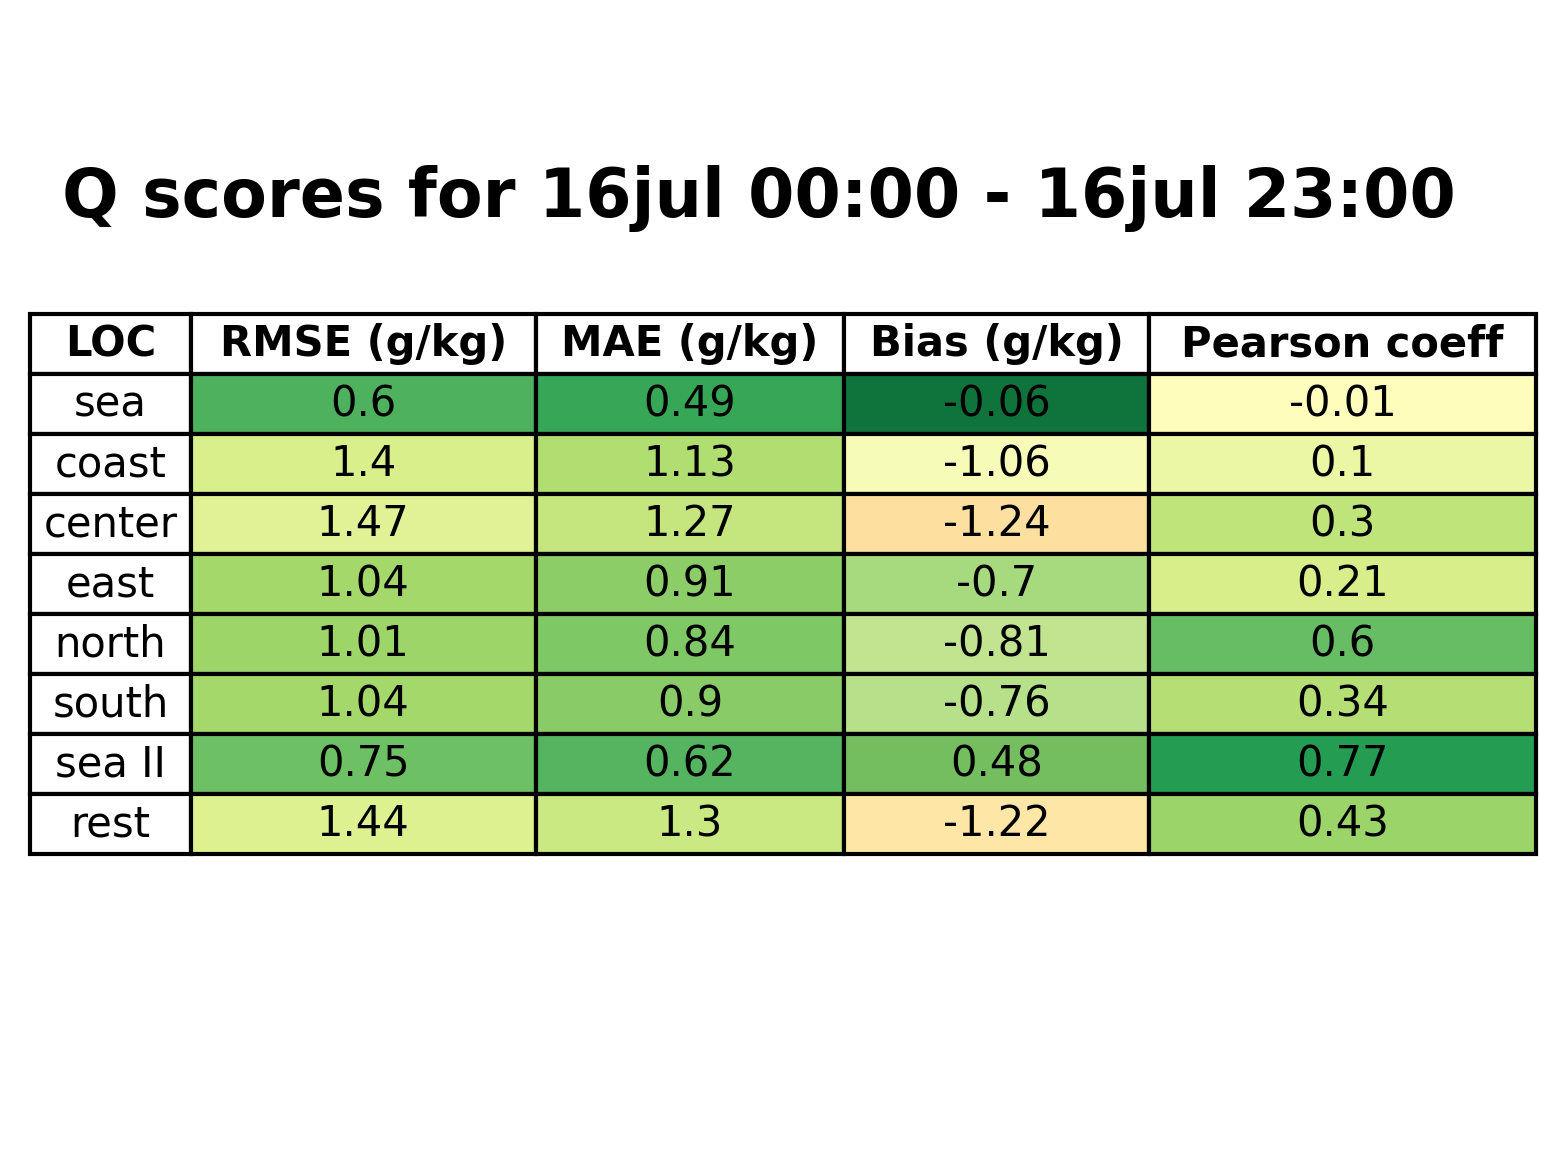 Q scores for 16jul 00:00 - 16jul 23:00
LOC RMSE (g/kg) MAE (g/kg) Bias (g/kg) Pearson coeff
sea 0.6 0.49 -0.06 -0.01
coast 1.4 1.13 -1.06 0.1
center 1.47 1.27 -1.24 0.3
east 1.04 0.91 -0.7 0.21
north 1.01 0.84 -0.81 0.6
south 1.04 0.9 -0.76 0.34
sea II 0.75 0.62 0.48 0.77
rest 1.44 1.3 -1.22 0.43